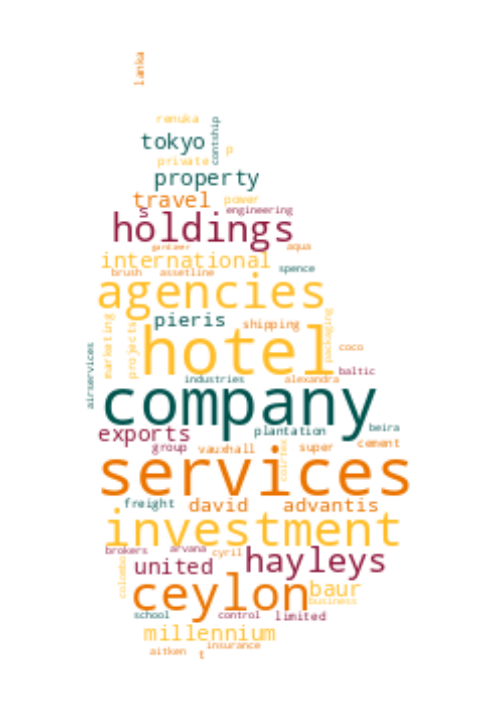 lanka
renuka
contship
tokyo
p
private
property
travel
power
s
engineering
holdings
gardiner
aqua
international
spence
brush
assetline
agencies
pieris
shipping
marketing
projects
packaging
hotel
coco
airservices
industries
alexandra
baltic
company
exports
plantation
beira
group
vauxhall
super
cement
coirtex
services
freight
david
advantis
investment
brokers
arvana
cyril
hayleys
united
colombo
ceylon
baur
business
school
control
limited
millennium
insurance
aitken
t